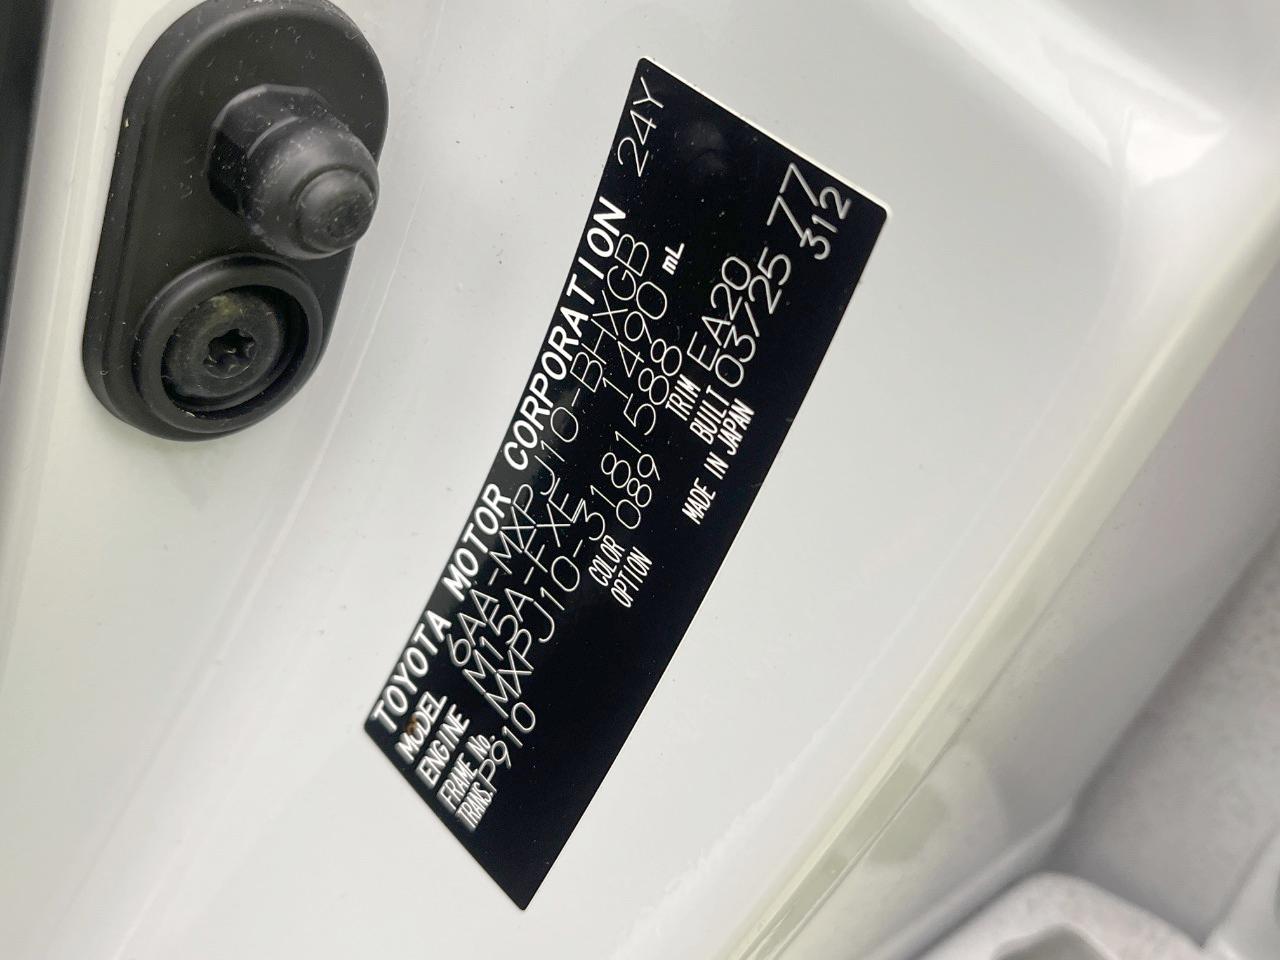 TOYOTA MOTOR CORPORATION 24Y
MODEL 6AA-MXPJ10-BHXGB
ENGINE M15A-FXE 1490 mL
FRAME No. MXPJ10-3181588
TRANS. P910 COLOR 089 TRIM EA20 77
OPTION BUILT 03/25 312
MADE IN JAPAN